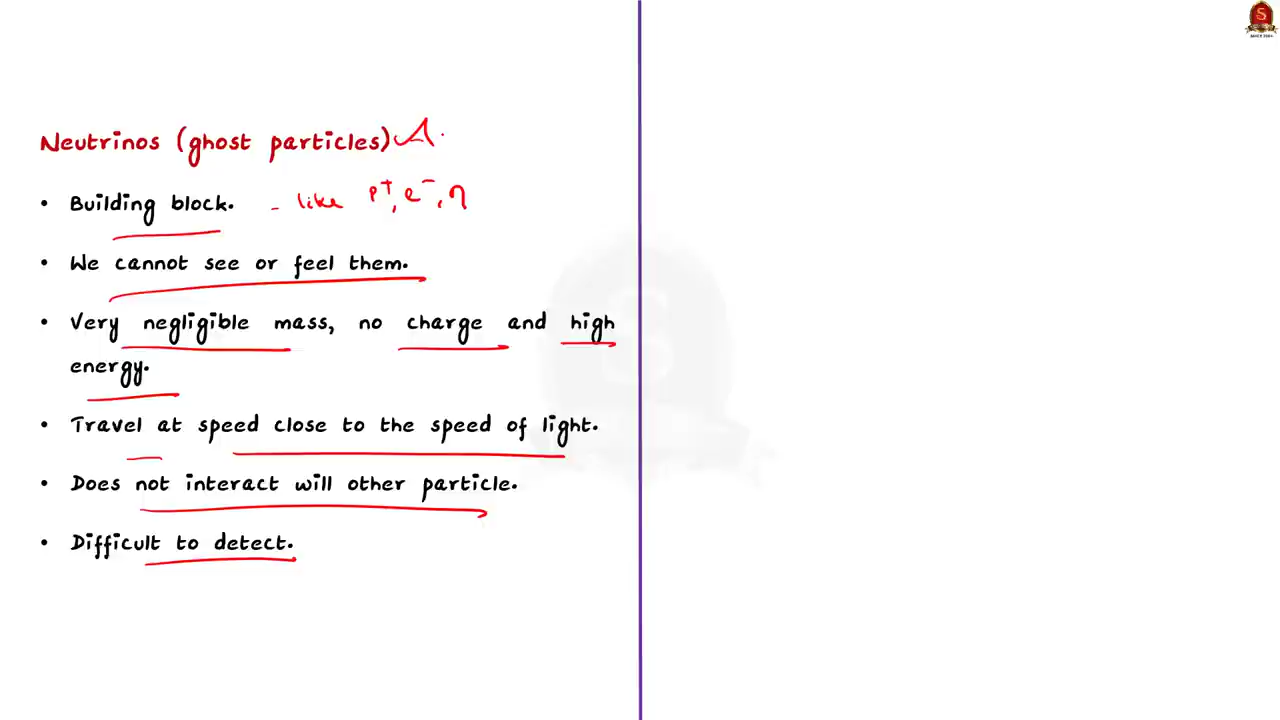 Neutrinos (ghost particles)
• Building block. - like p⁺, e⁻, η
• We cannot see or feel them.
• Very negligible mass, no charge and high
energy.
• Travel at speed close to the speed of light.
• Does not interact will other particle.
• Difficult to detect.
S